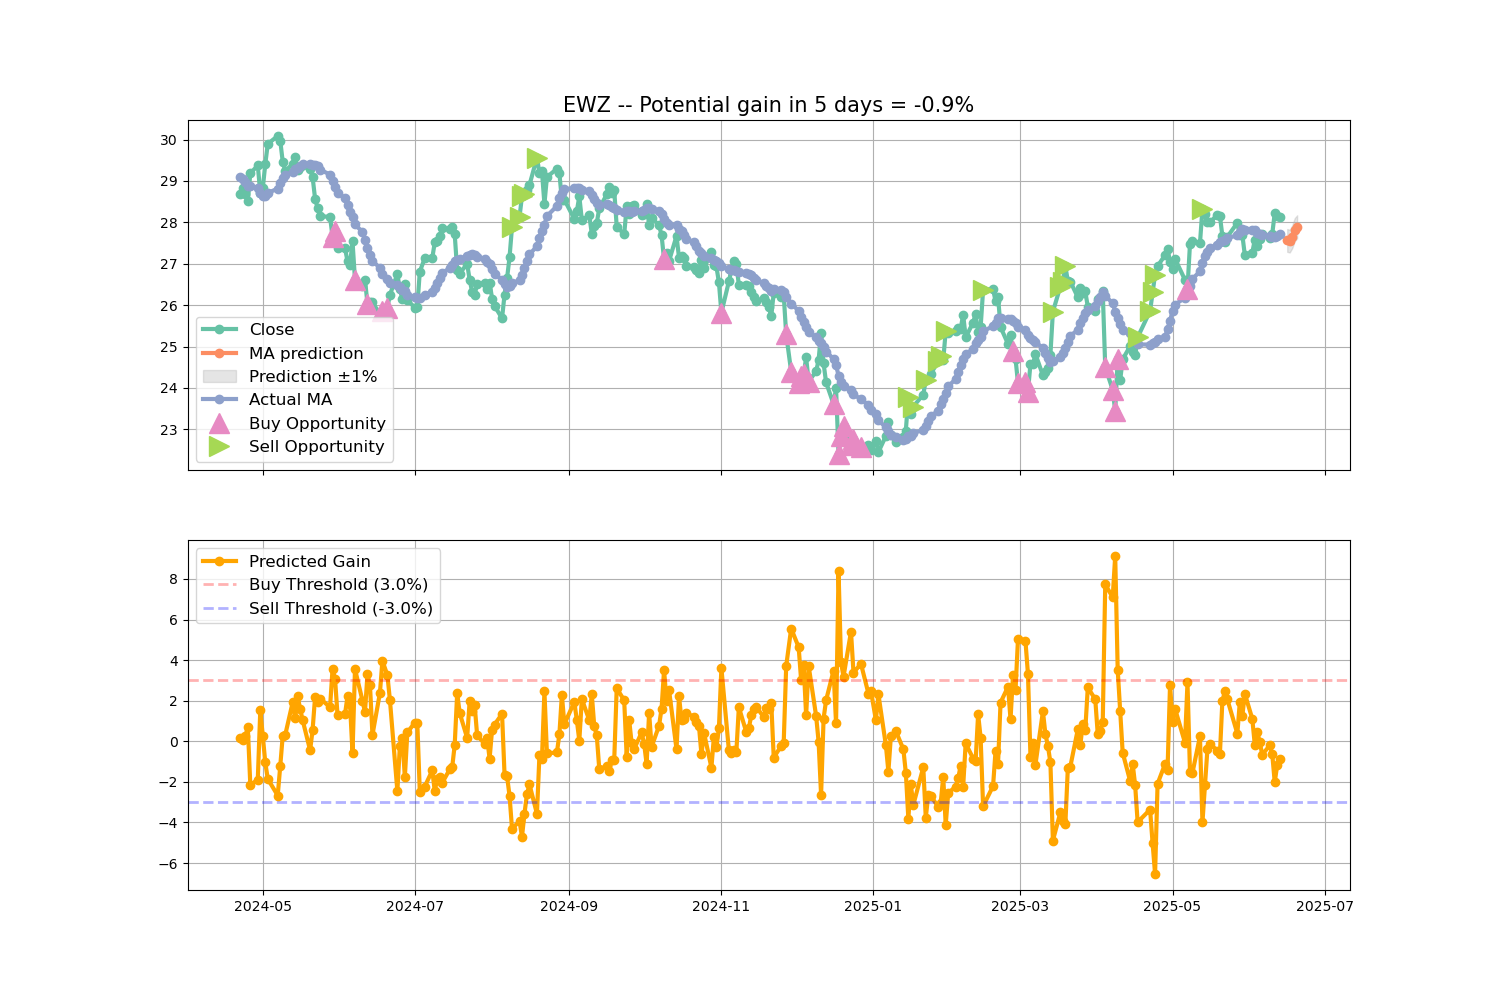 EWZ -- Potential gain in 5 days = -0.9%
30
29
28
27
26
25
24
23
Close
MA prediction
Prediction ±1%
Actual MA
Buy Opportunity
Sell Opportunity
8
6
4
2
0
−2
−4
−6
Predicted Gain
Buy Threshold (3.0%)
Sell Threshold (-3.0%)
2024-05
2024-07
2024-09
2024-11
2025-01
2025-03
2025-05
2025-07